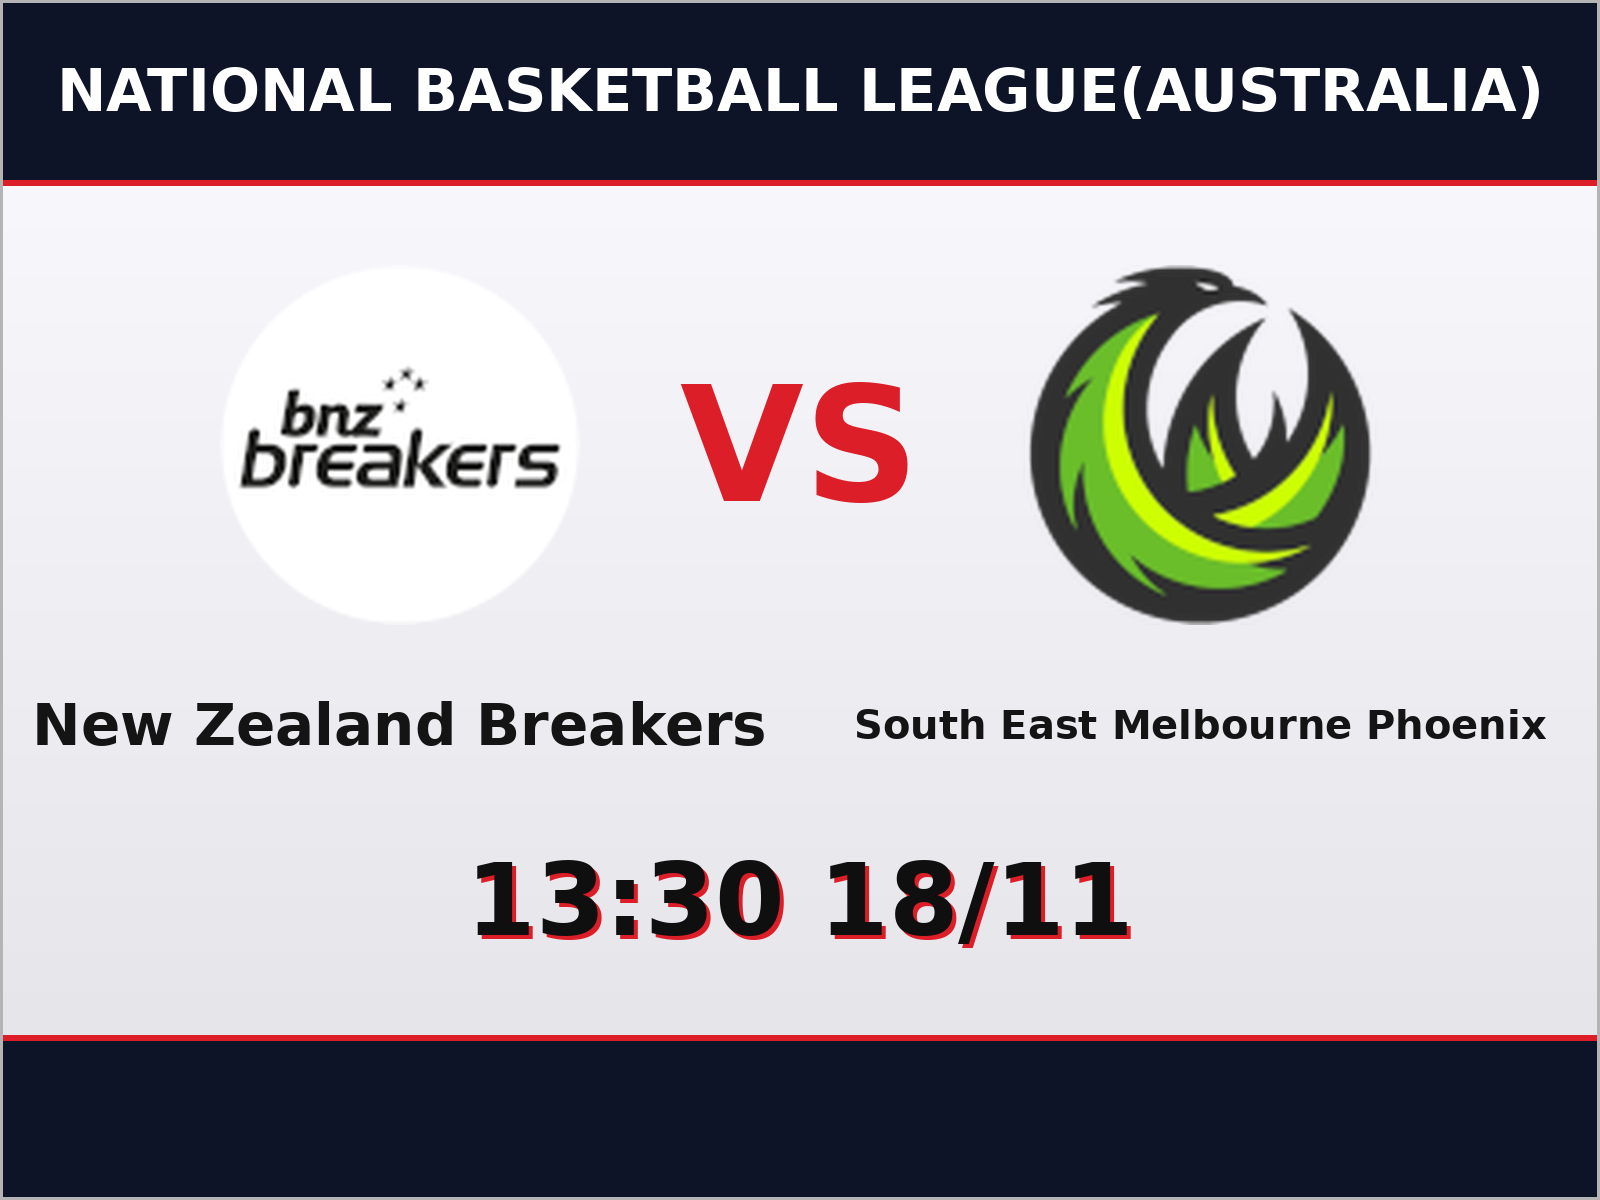 NATIONAL BASKETBALL LEAGUE(AUSTRALIA)
bnz
breakers
VS
New Zealand Breakers
South East Melbourne Phoenix
13:30 18/11